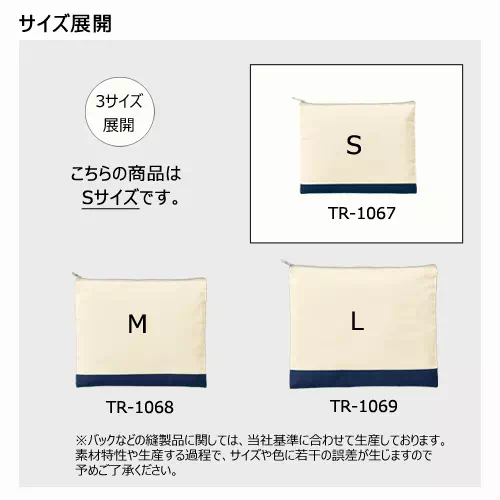 サイズ展開
3サイズ
展開
こちらの商品は
Sサイズです。
S
TR-1067
M
TR-1068
L
TR-1069
※バックなどの縫製品に関しては、当社基準に合わせて生産しております。
素材特性や生産する過程で、サイズや色に若干の誤差が生じますので
予めご了承ください。